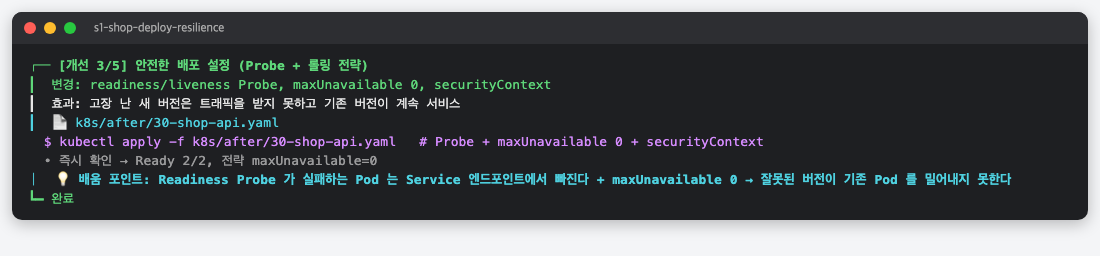 s1-shop-deploy-resilience
[개선 3/5] 안전한 배포 설정 (Probe + 롤링 전략)
변경: readiness/liveness Probe, maxUnavailable 0, securityContext
효과: 고장 난 새 버전은 트래픽을 받지 못하고 기존 버전이 계속 서비스
📄 k8s/after/30-shop-api.yaml
$ kubectl apply -f k8s/after/30-shop-api.yaml   # Probe + maxUnavailable 0 + securityContext
• 즉시 확인 → Ready 2/2, 전략 maxUnavailable=0
💡 배움 포인트: Readiness Probe 가 실패하는 Pod 는 Service 엔드포인트에서 빠진다 + maxUnavailable 0 → 잘못된 버전이 기존 Pod 를 밀어내지 못한다
완료